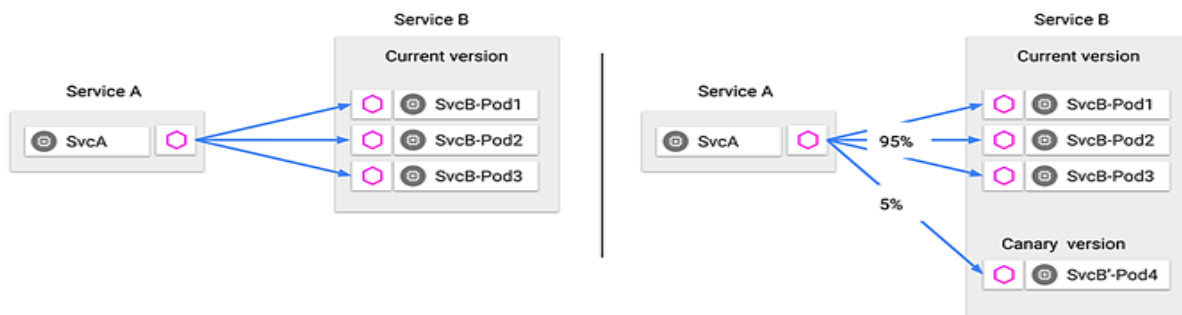 Service B
Current version
Service A
SvcB-Pod1
SvcA
SvcB-Pod2
SvcB-Pod3
Service B
Current version
Service A
SvcB-Pod1
SvcA
95%
SvcB-Pod2
SvcB-Pod3
5%
Canary version
SvcB'-Pod4